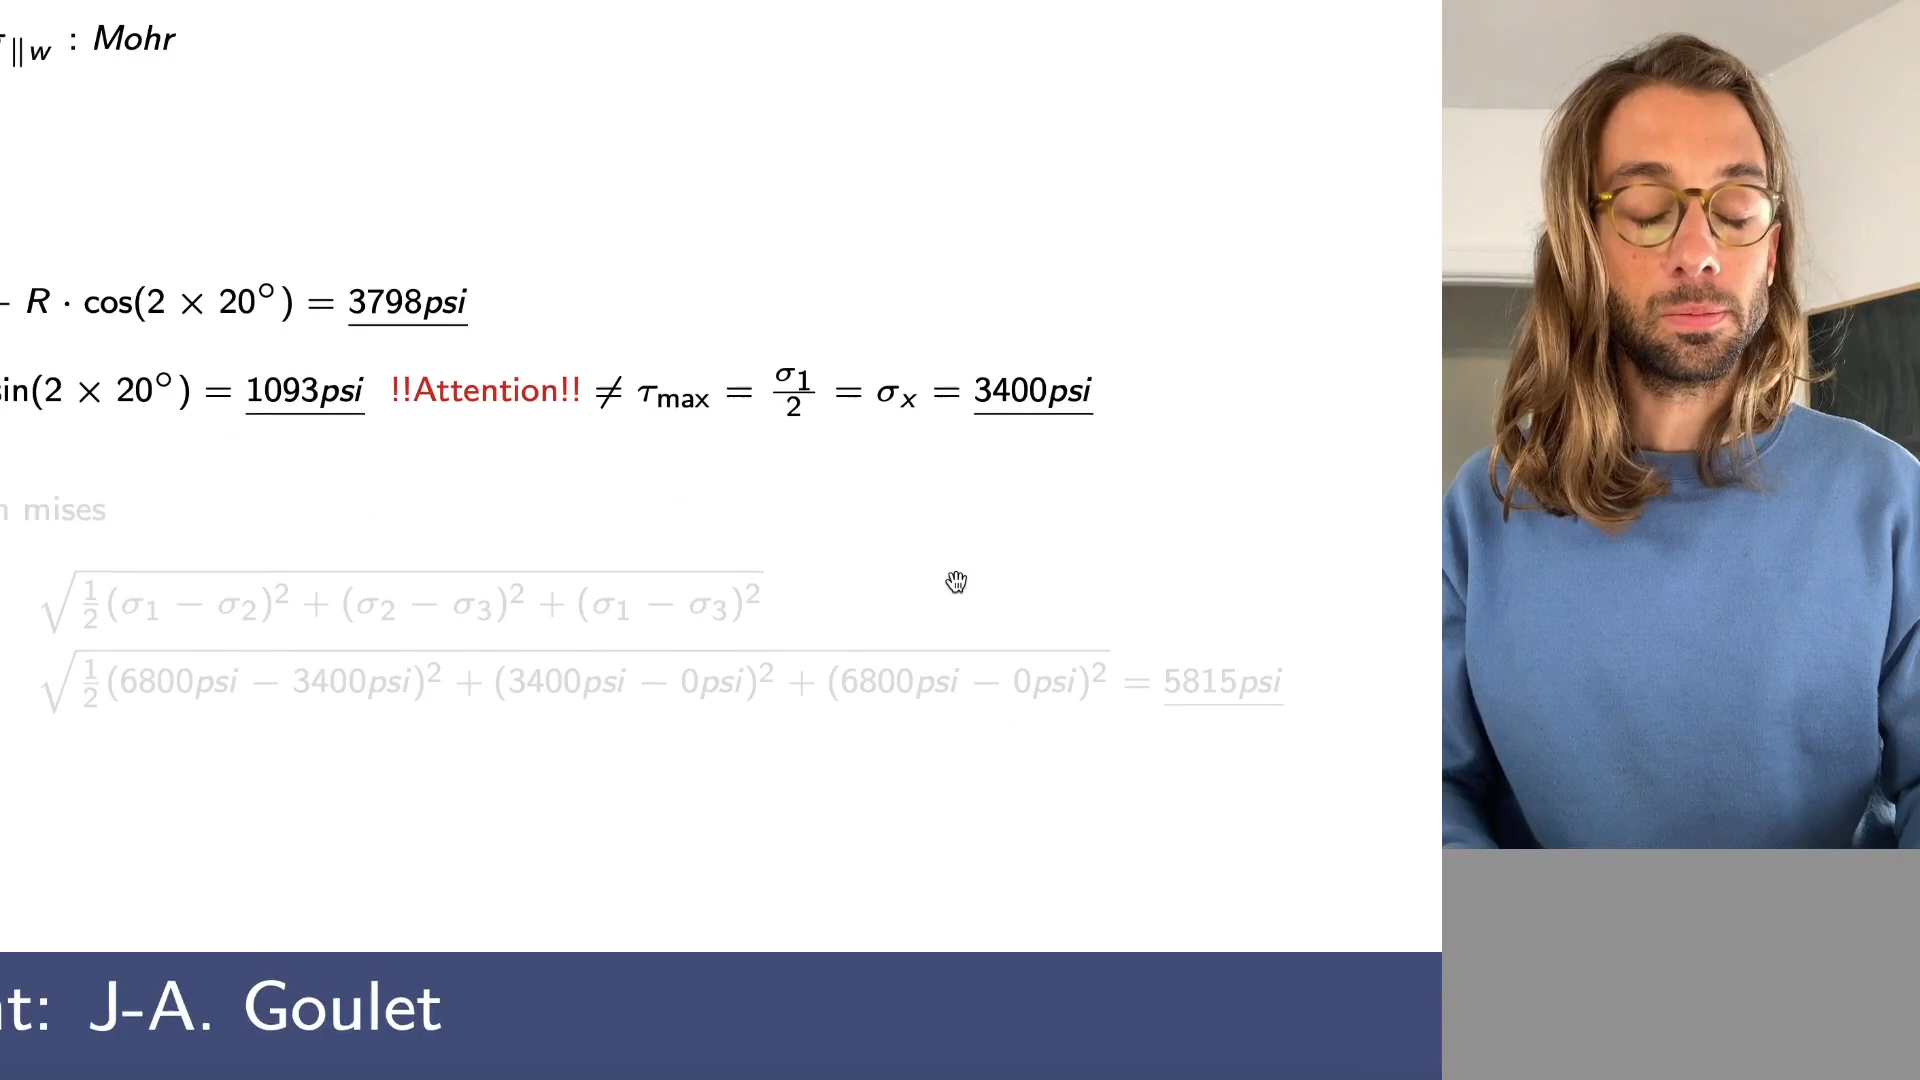 ∥w : Mohr
R · cos(2 × 20°) = 3798psi
in(2 × 20°) = 1093psi !!Attention!! ≠ τmax = σ1/2 = σx = 3400psi
mises
√½(σ1 − σ2)² + (σ2 − σ3)² + (σ1 − σ3)²
√½(6800psi − 3400psi)² + (3400psi − 0psi)² + (6800psi − 0psi)² = 5815psi
t: J-A. Goulet